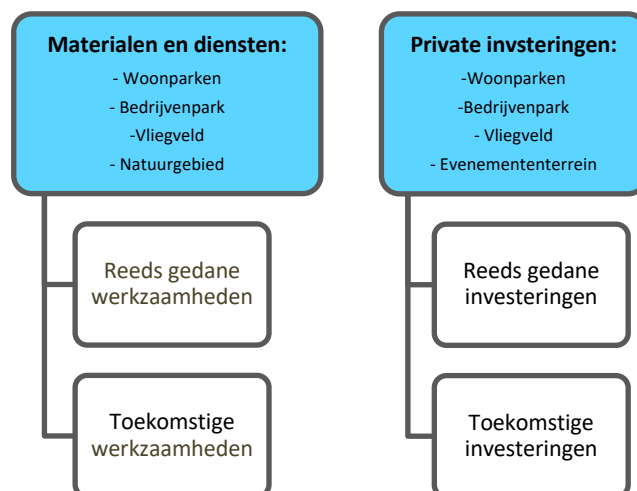 Materialen en diensten:
- Woonparken
- Bedrijvenpark
-Vliegveld
- Natuurgebied
Reeds gedane
werkzaamheden
Toekomstige
werkzaamheden
Private invsteringen:
-Woonparken
-Bedrijvenpark
- Vliegveld
- Evenemententerrein
Reeds gedane
investeringen
Toekomstige
investeringen